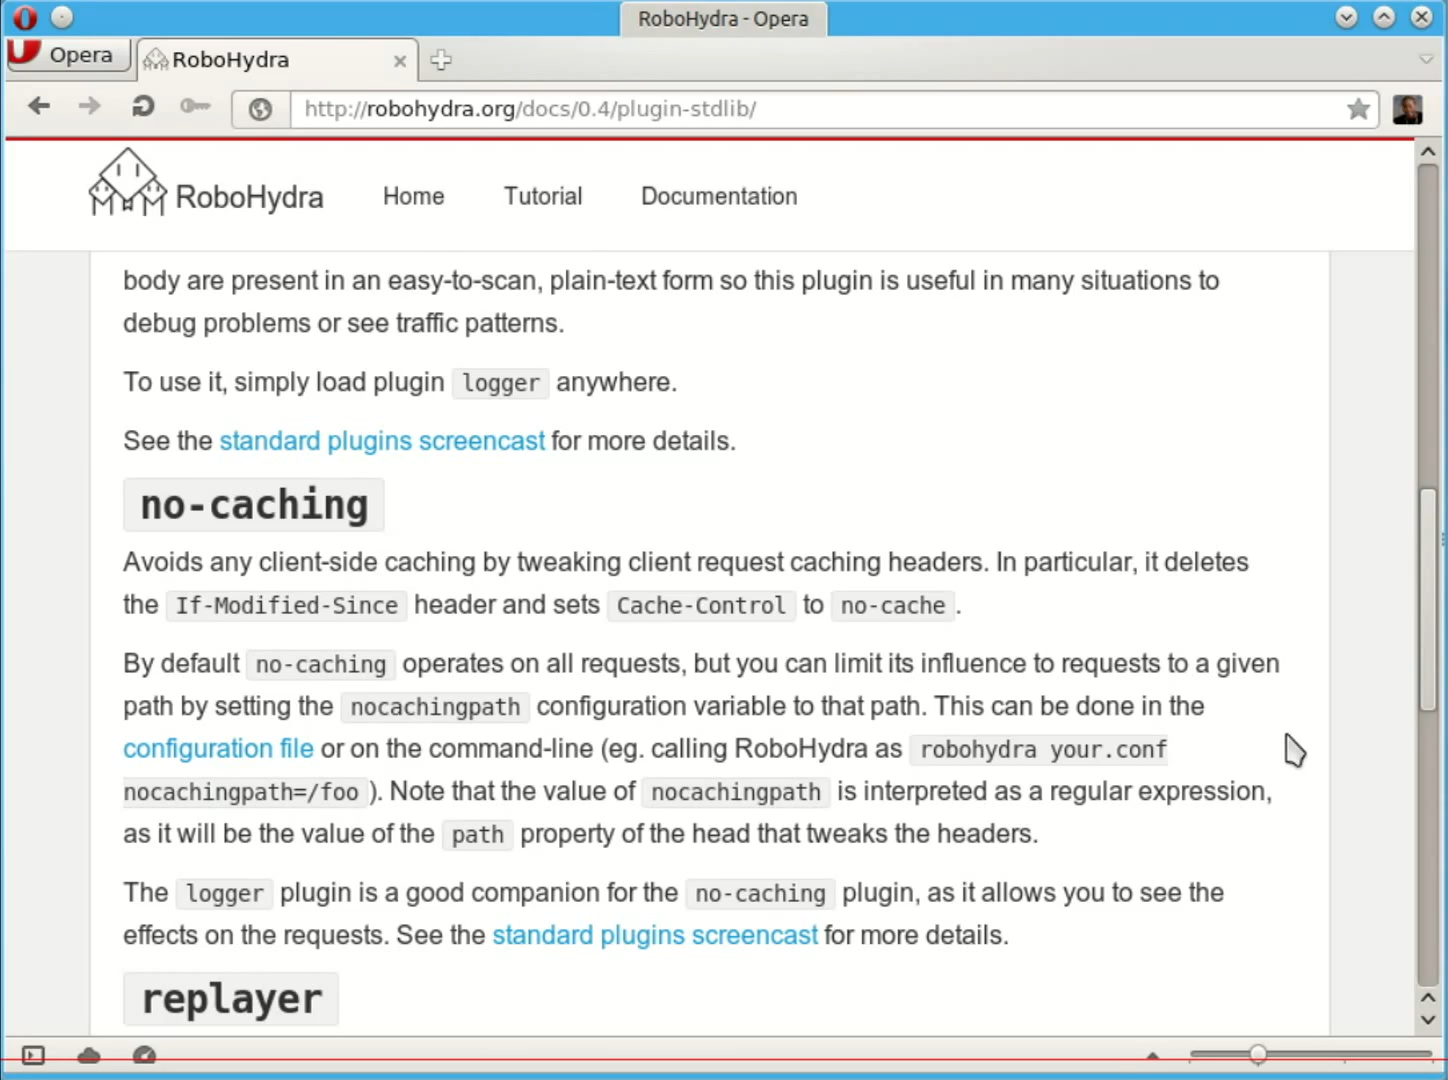 RoboHydra - Opera
Opera
RoboHydra
http://robohydra.org/docs/0.4/plugin-stdlib/
RoboHydra Home Tutorial Documentation
body are present in an easy-to-scan, plain-text form so this plugin is useful in many situations to
debug problems or see traffic patterns.
To use it, simply load plugin logger anywhere.
See the standard plugins screencast for more details.
no-caching
Avoids any client-side caching by tweaking client request caching headers. In particular, it deletes
the If-Modified-Since header and sets Cache-Control to no-cache.
By default no-caching operates on all requests, but you can limit its influence to requests to a given
path by setting the nocachingpath configuration variable to that path. This can be done in the
configuration file or on the command-line (eg. calling RoboHydra as robohydra your.conf
nocachingpath=/foo ). Note that the value of nocachingpath is interpreted as a regular expression,
as it will be the value of the path property of the head that tweaks the headers.
The logger plugin is a good companion for the no-caching plugin, as it allows you to see the
effects on the requests. See the standard plugins screencast for more details.
replayer